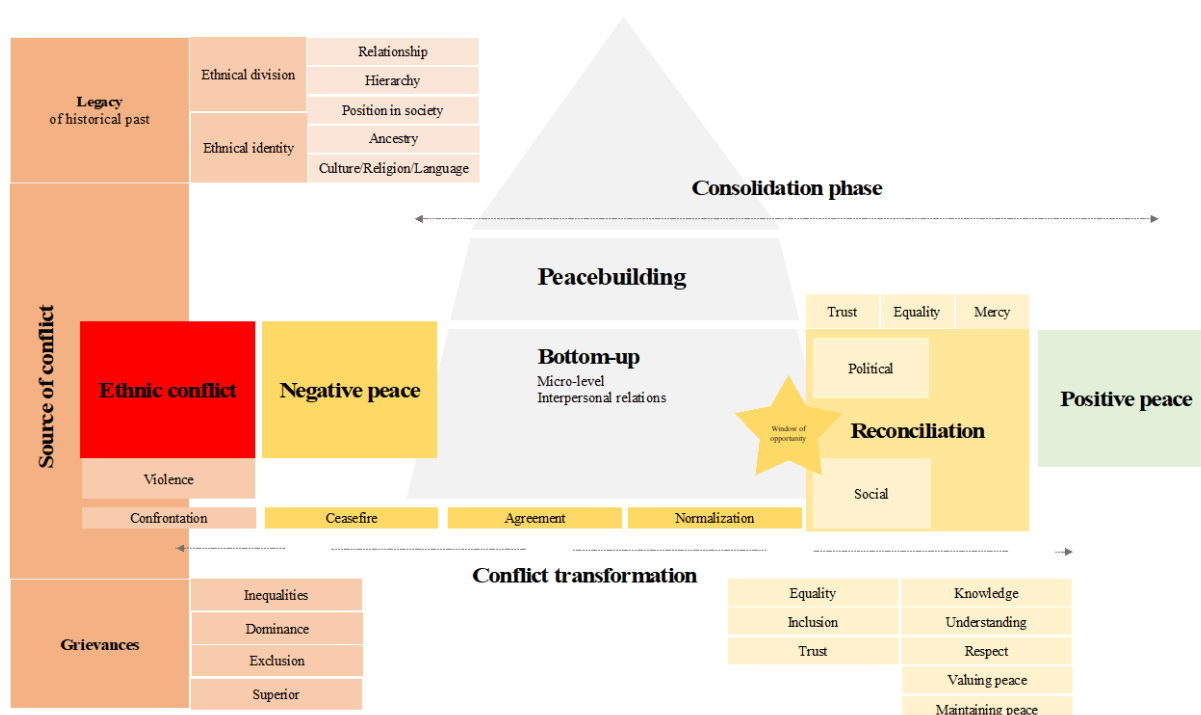 Legacy
of historical past
Ethnical division
Ethnical identity
Relationship
Hierarchy
Position in society
Ancestry
Culture/Religion/Language
Consolidation phase
Source of conflict
Ethnic conflict
Violence
Confrontation
Negative peace
Ceasefire
Peacebuilding
Bottom-up
Micro-level
Interpersonal relations
Agreement
Normalization
Window of
opportunity
Trust
Equality
Mercy
Political
Reconciliation
Social
Positive peace
Conflict transformation
Grievances
Inequalities
Dominance
Exclusion
Superior
Equality
Inclusion
Trust
Knowledge
Understanding
Respect
Valuing peace
Maintaining peace